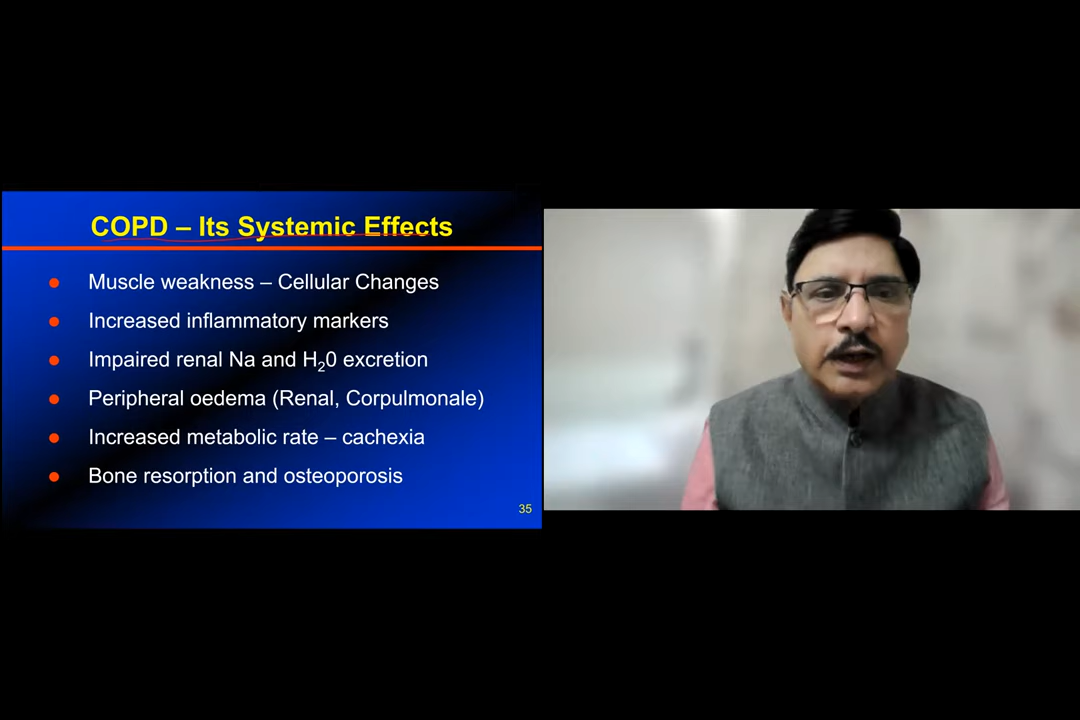 COPD – Its Systemic Effects
Muscle weakness – Cellular Changes
Increased inflammatory markers
Impaired renal Na and H₂0 excretion
Peripheral oedema (Renal, Corpulmonale)
Increased metabolic rate – cachexia
Bone resorption and osteoporosis
35